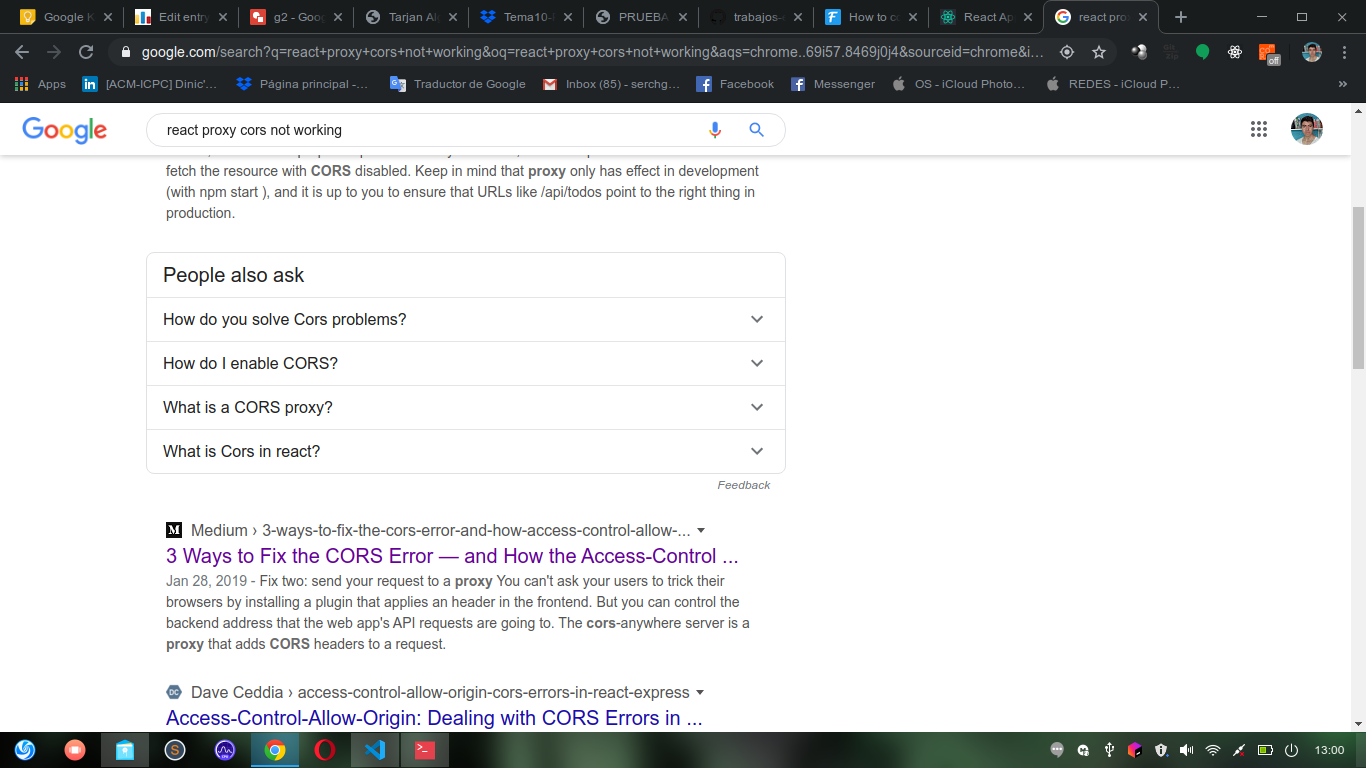 Google K
Edit entry
g2 - Goo
Tarjan Al
Tema10-
PRUEBA
trabajos-
How to c
React Ap
react pro
google.com/search?q=react+proxy+cors+not+working&oq=react+proxy+cors+not+working&aqs=chrome..69i57.8469j0j4&sourceid=chrome&i...
off
Apps
in
[ACM-ICPC] Dinic'...
Página principal -...
Traductor de Google
Inbox (85) - serchg...
Facebook
Messenger
OS - iCloud Photo...
REDES - iCloud P...
»
Google
react proxy cors not working
fetch the resource with CORS disabled. Keep in mind that proxy only has effect in development
(with npm start ), and it is up to you to ensure that URLs like /api/todos point to the right thing in
production.
People also ask
How do you solve Cors problems?
How do I enable CORS?
What is a CORS proxy?
What is Cors in react?
Feedback
M Medium › 3-ways-to-fix-the-cors-error-and-how-access-control-allow-...
3 Ways to Fix the CORS Error — and How the Access-Control ...
Jan 28, 2019 - Fix two: send your request to a proxy You can't ask your users to trick their
browsers by installing a plugin that applies an header in the frontend. But you can control the
backend address that the web app's API requests are going to. The cors-anywhere server is a
proxy that adds CORS headers to a request.
DC Dave Ceddia › access-control-allow-origin-cors-errors-in-react-express
Access-Control-Allow-Origin: Dealing with CORS Errors in ...
13:00